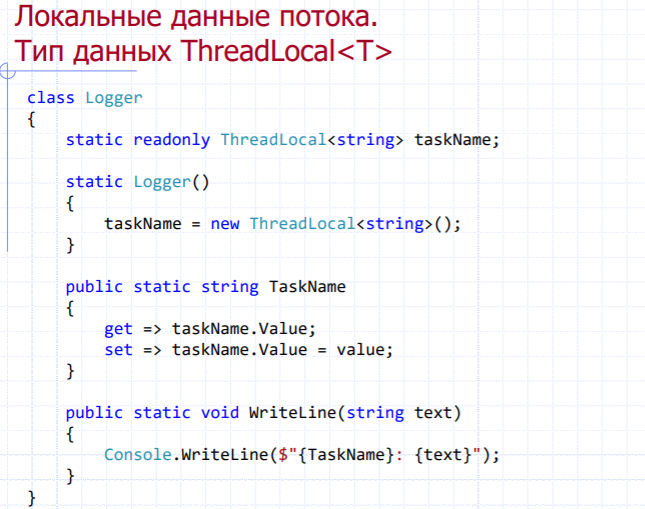 Локальные данные потока.
Тип данных ThreadLocal<T>
class Logger
{
    static readonly ThreadLocal<string> taskName;
    static Logger()
    {
        taskName = new ThreadLocal<string>();
    }
    public static string TaskName
    {
        get => taskName.Value;
        set => taskName.Value = value;
    }
    public static void WriteLine(string text)
    {
        Console.WriteLine($"{TaskName}: {text}");
    }
}